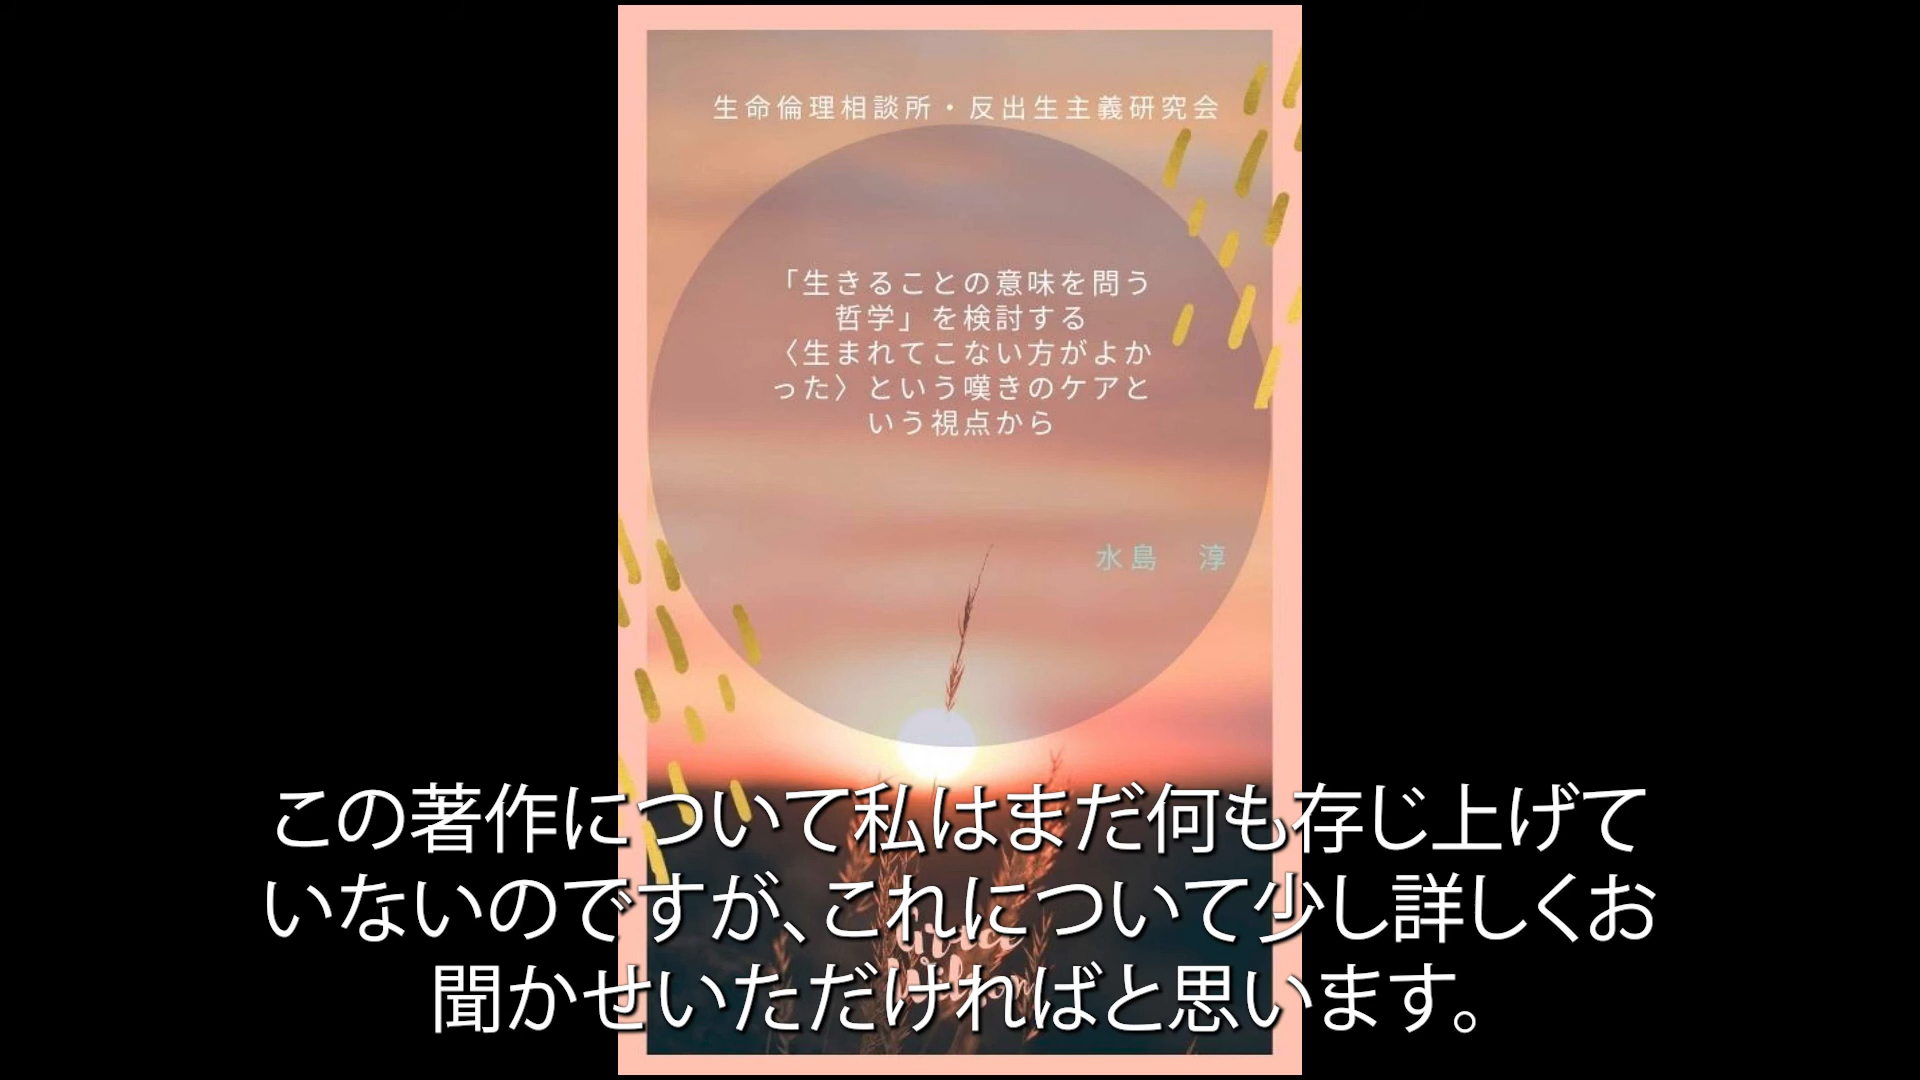 生命倫理相談所・反出生主義研究会
「生きることの意味を問う
哲学」を検討する
〈生まれてこない方がよか
った〉という嘆きのケアと
いう視点から
水島　淳
この著作について私はまだ何も存じ上げて
いないのですが、これについて少し詳しくお
聞かせいただければと思います。